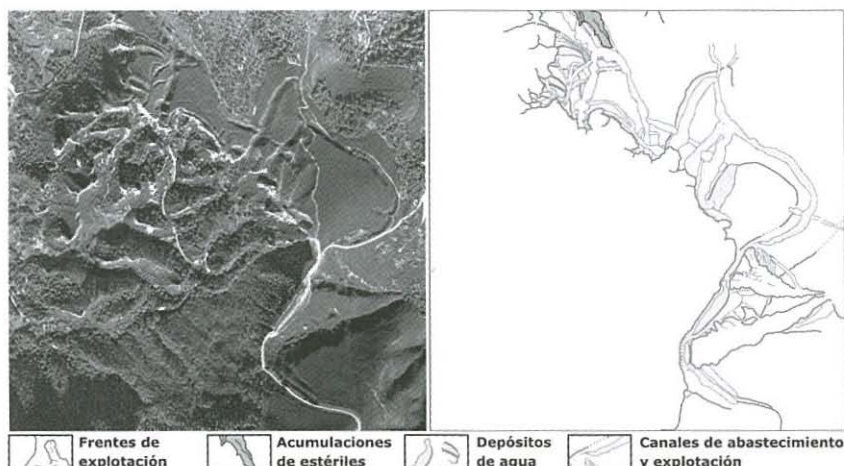 Frentes de
explotación
Acumulaciones
de estériles
Depósitos
de agua
Canales de abastecimiento
y explotación